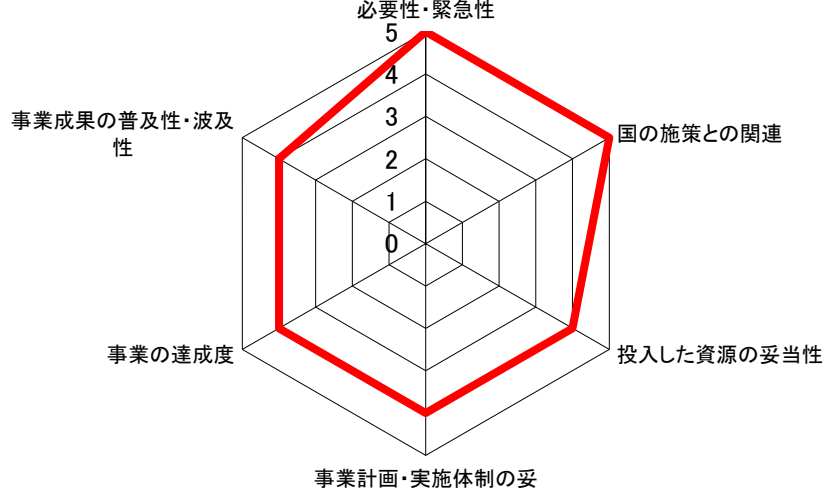 必要性・緊急性
5
4
3
2
1
0
国の施策との関連
投入した資源の妥当性
事業計画・実施体制の妥
事業の達成度
事業成果の普及性・波及
性